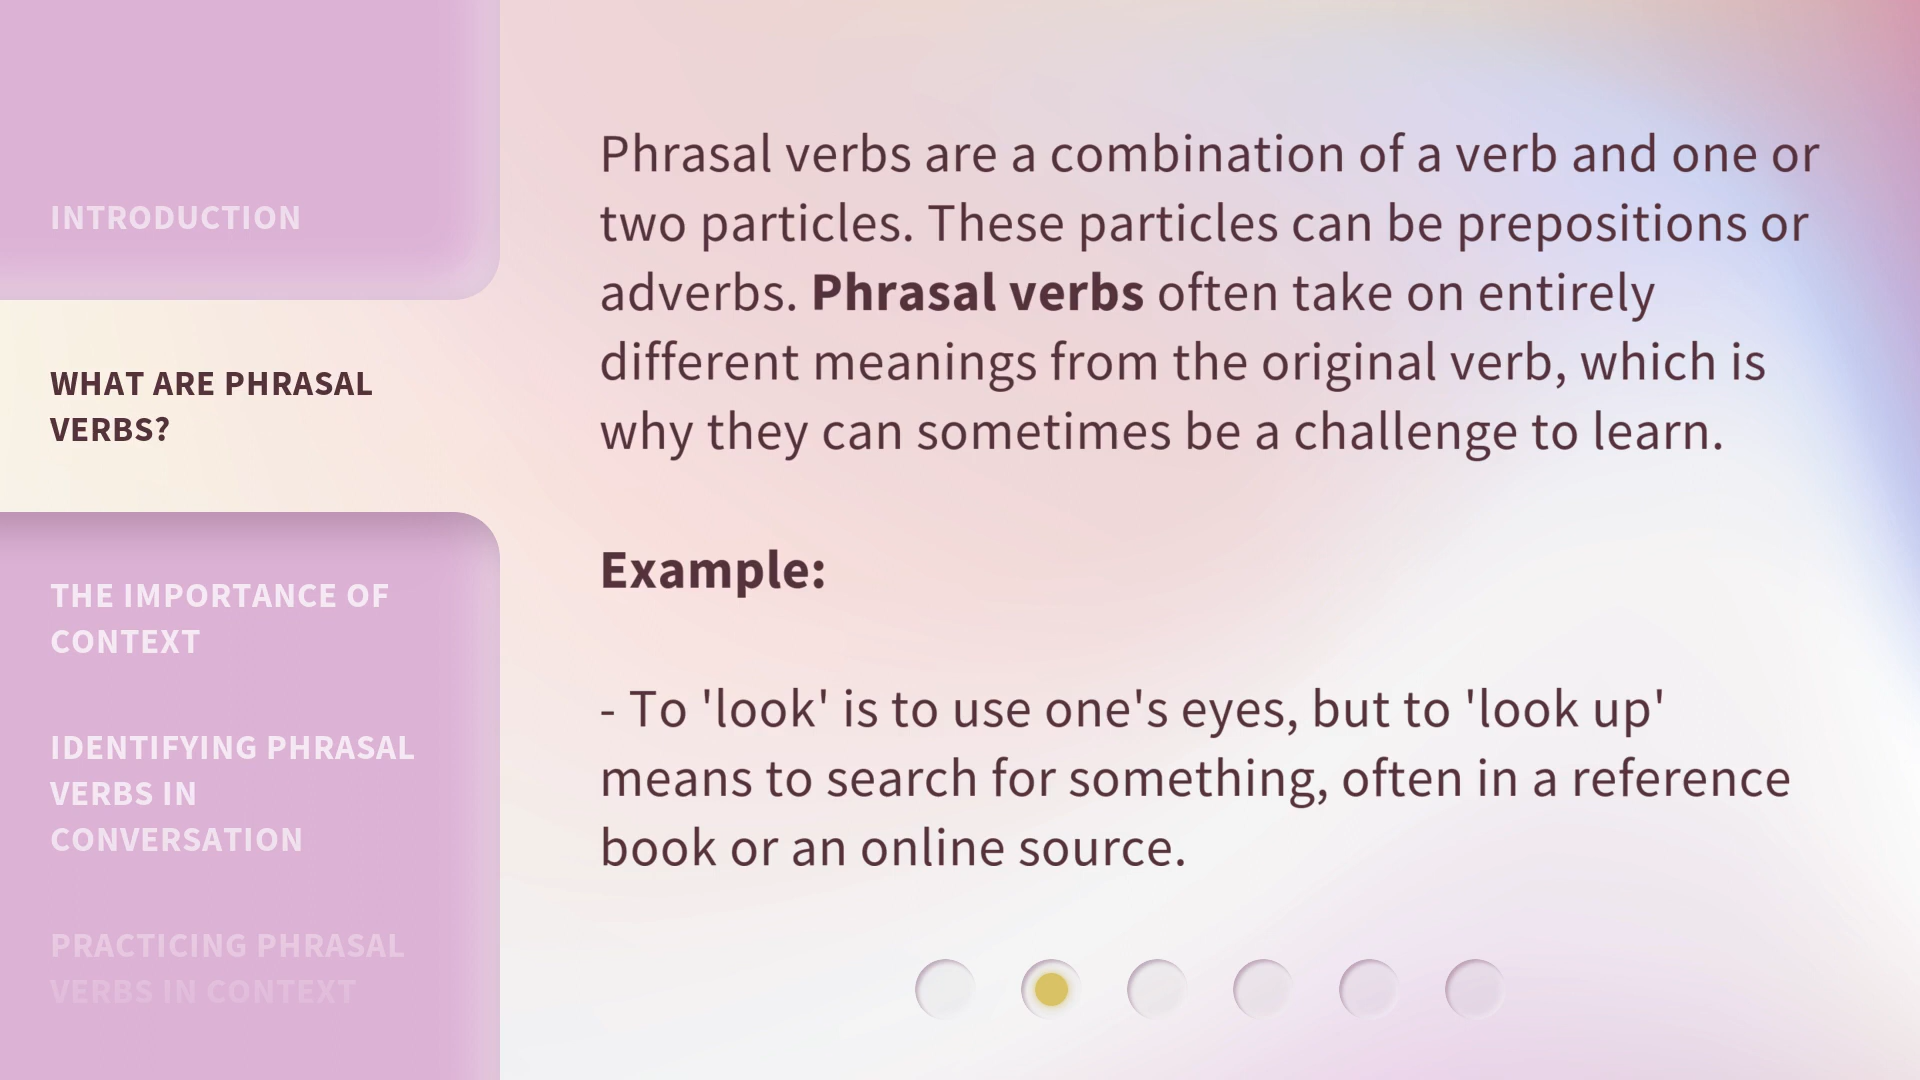 INTRODUCTION
WHAT ARE PHRASAL
VERBS?
THE IMPORTANCE OF
CONTEXT
IDENTIFYING PHRASAL
VERBS IN
CONVERSATION
PRACTICING PHRASAL
VERBS IN CONTEXT
Phrasal verbs are a combination of a verb and one or
two particles. These particles can be prepositions or
adverbs. Phrasal verbs often take on entirely
different meanings from the original verb, which is
why they can sometimes be a challenge to learn.
Example:
- To 'look' is to use one's eyes, but to 'look up'
means to search for something, often in a reference
book or an online source.